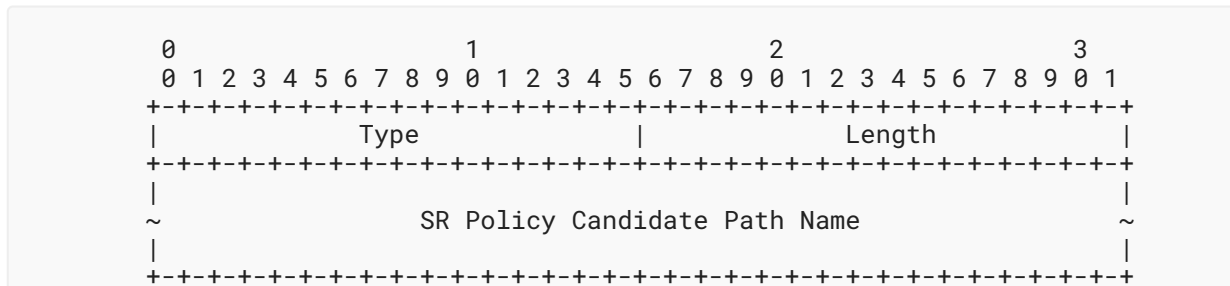 0                   1                   2                   3
 0 1 2 3 4 5 6 7 8 9 0 1 2 3 4 5 6 7 8 9 0 1 2 3 4 5 6 7 8 9 0 1
+-+-+-+-+-+-+-+-+-+-+-+-+-+-+-+-+-+-+-+-+-+-+-+-+-+-+-+-+-+-+-+-+
|             Type              |             Length            |
+-+-+-+-+-+-+-+-+-+-+-+-+-+-+-+-+-+-+-+-+-+-+-+-+-+-+-+-+-+-+-+-+
|                                                               |
~                 SR Policy Candidate Path Name                 ~
|                                                               |
+-+-+-+-+-+-+-+-+-+-+-+-+-+-+-+-+-+-+-+-+-+-+-+-+-+-+-+-+-+-+-+-+